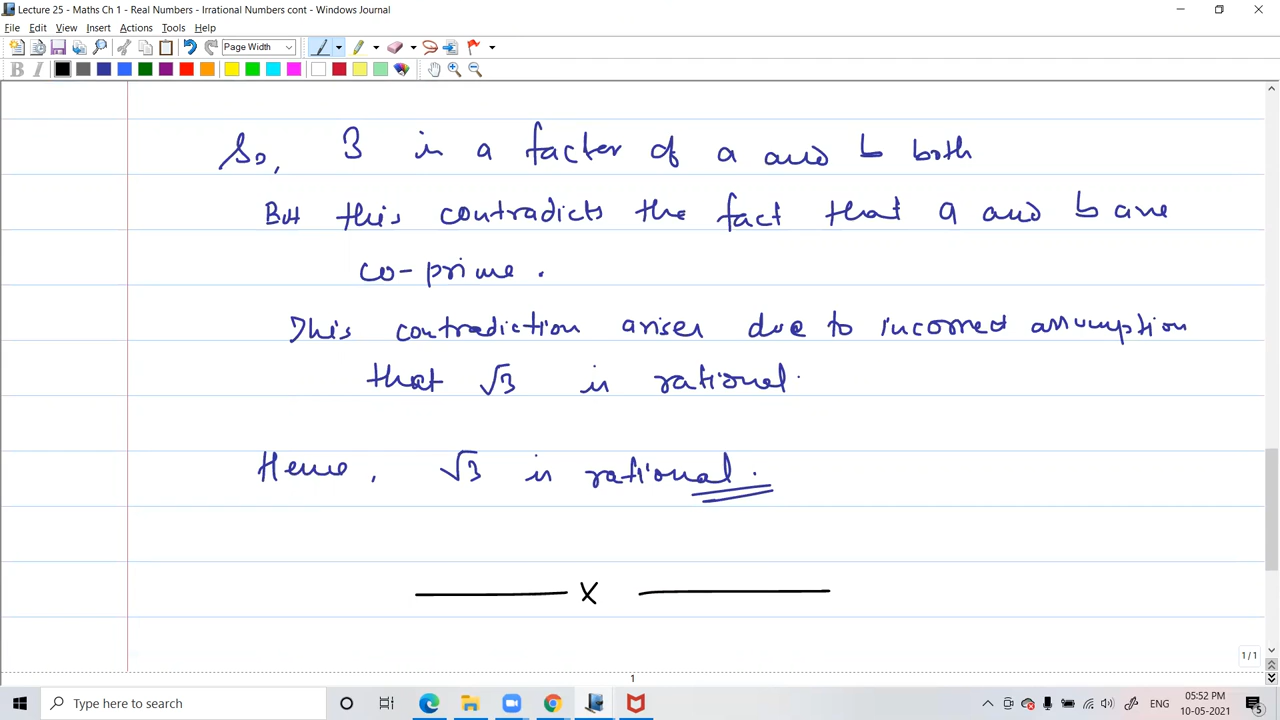 Lecture 25 - Maths Ch 1 - Real Numbers - Irrational Numbers cont - Windows Journal
File Edit View Insert Actions Tools Help
Page Width
B I
So, 3 is a factor of a and b both
But this contradicts the fact that a and b are
co-prime.
This contradiction arises due to incorrect assumption
that √3 is rational.
Hence, √3 is rational.
X
1/1
1
Type here to search
05:52 PM
10-05-2021
5